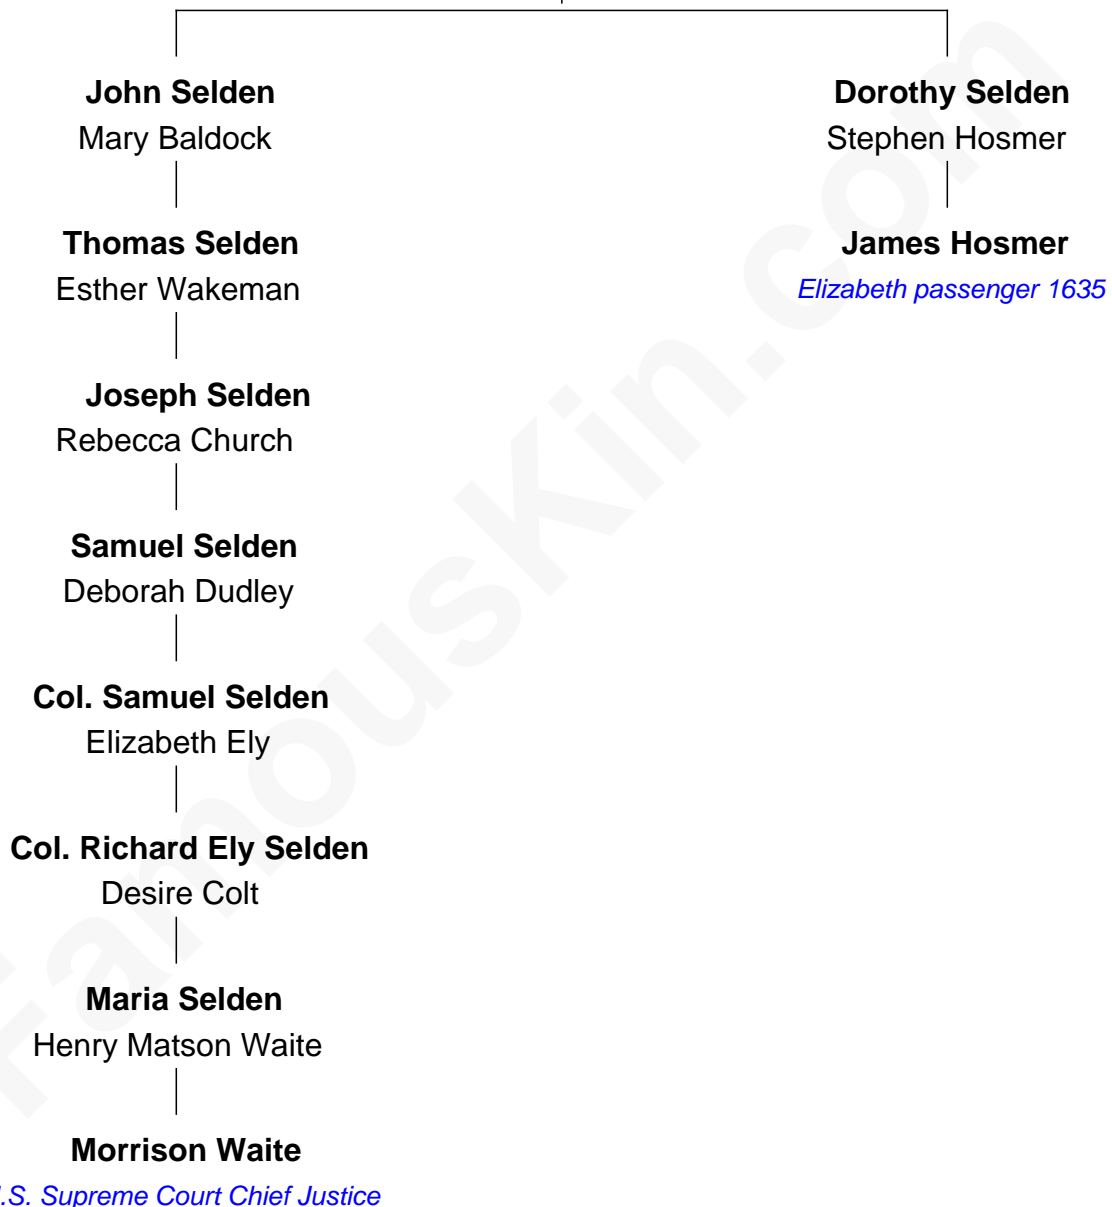 John Selden
Mary Baldock
Dorothy Selden
Stephen Hosmer
Thomas Selden
Esther Wakeman
James Hosmer
Elizabeth passenger 1635
Joseph Selden
Rebecca Church
Samuel Selden
Deborah Dudley
Col. Samuel Selden
Elizabeth Ely
Col. Richard Ely Selden
Desire Colt
Maria Selden
Henry Matson Waite
Morrison Waite
.S. Supreme Court Chief Justice
FamousKin.com